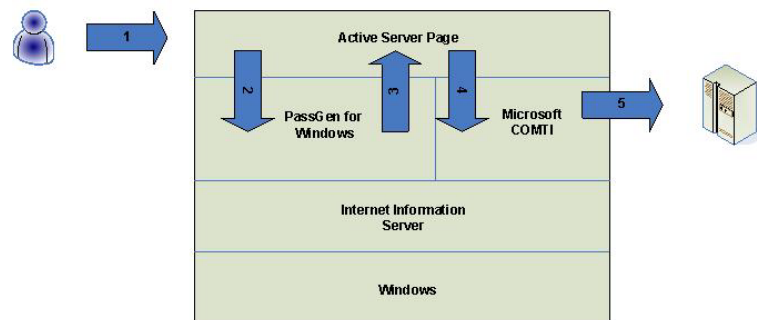 1
Active Server Page
2
3
4
PassGen for
Windows
Microsoft
COMTI
5
Internet Information
Server
Windows